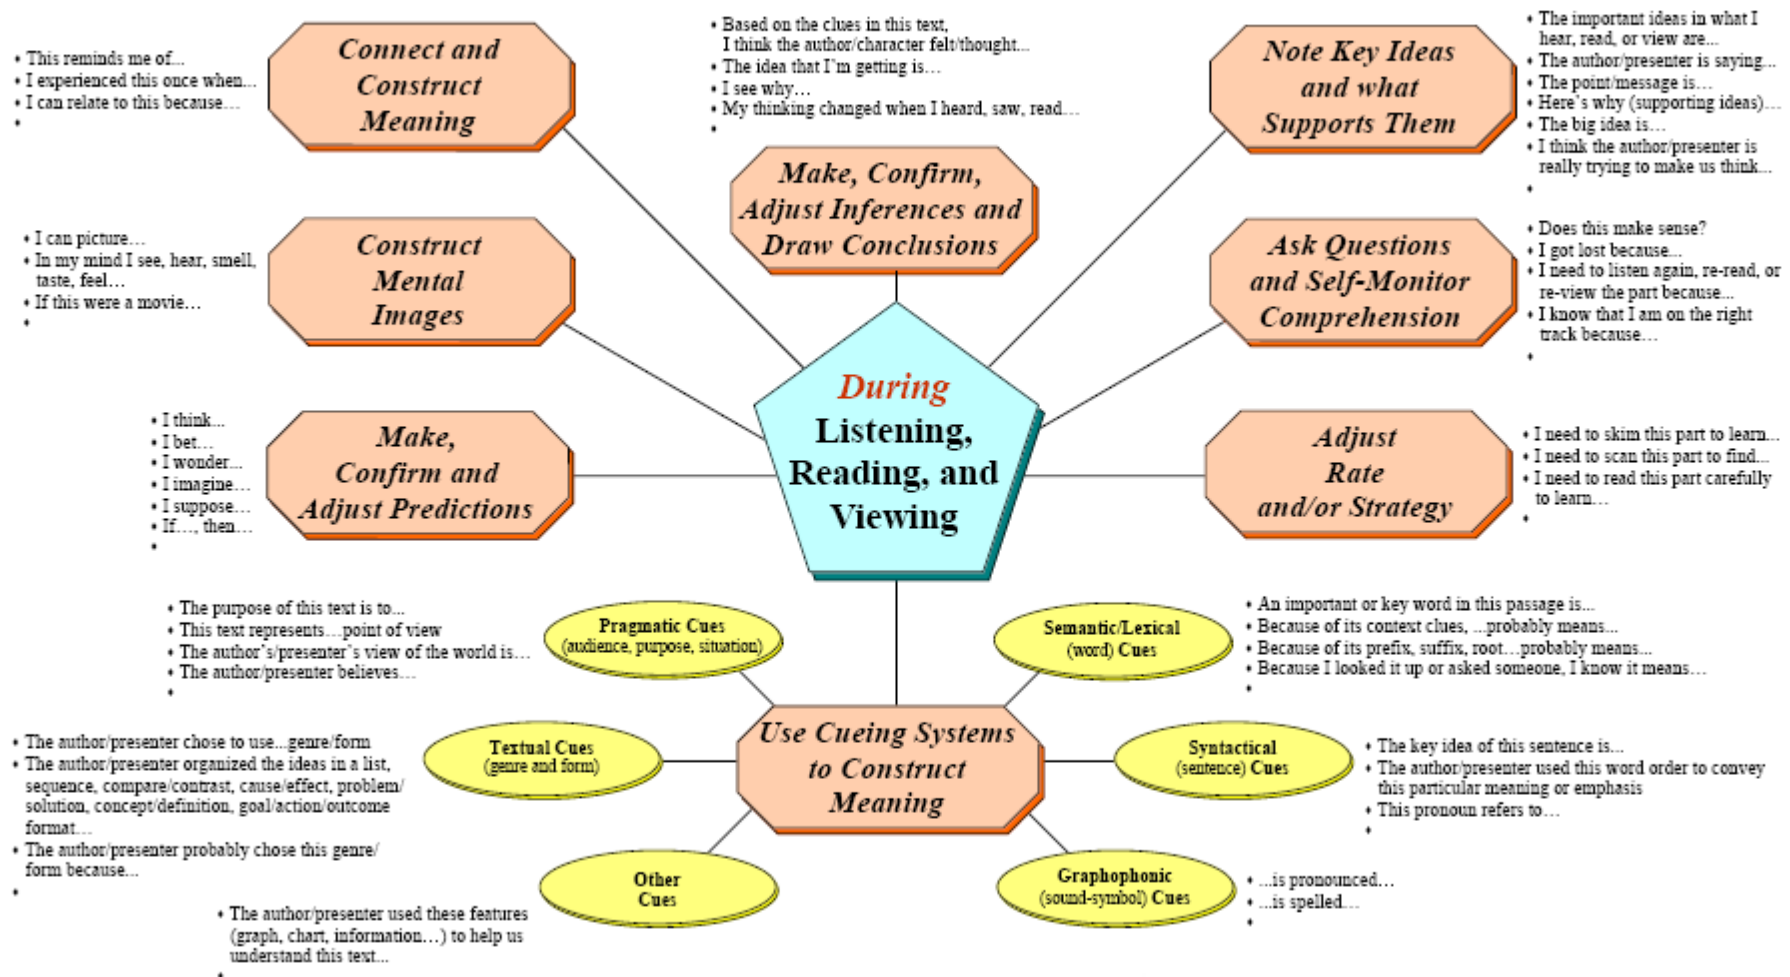 • This reminds me of...
• I experienced this once when...
• I can relate to this because…
•
Connect and
Construct
Meaning
• Based on the clues in this text,
I think the author/character felt/thought...
• The idea that I'm getting is…
• I see why…
• My thinking changed when I heard, saw, read…
•
Make, Confirm,
Adjust Inferences and
Draw Conclusions
Note Key Ideas
and what
Supports Them
• The important ideas in what I
hear, read, or view are...
• The author/presenter is saying...
• The point/message is…
• Here's why (supporting ideas)…
• The big idea is…
• I think the author/presenter is
really trying to make us think...
•
• I can picture…
• In my mind I see, hear, smell,
taste, feel…
• If this were a movie…
•
Construct
Mental
Images
Ask Questions
and Self-Monitor
Comprehension
• Does this make sense?
• I got lost because...
• I need to listen again, re-read, or
re-view the part because...
• I know that I am on the right
track because…
•
During
Listening,
Reading, and
Viewing
• I think...
• I bet…
• I wonder...
• I imagine…
• I suppose…
• If…, then…
•
Make,
Confirm and
Adjust Predictions
Adjust
Rate
and/or Strategy
• I need to skim this part to learn...
• I need to scan this part to find...
• I need to read this part carefully
to learn…
•
• The purpose of this text is to...
• This text represents…point of view
• The author's/presenter's view of the world is…
• The author/presenter believes…
•
Pragmatic Cues
(audience, purpose, situation)
Semantic/Lexical
(word) Cues
• An important or key word in this passage is...
• Because of its context clues, ...probably means...
• Because of its prefix, suffix, root…probably means...
• Because I looked it up or asked someone, I know it means…
•
• The author/presenter chose to use...genre/form
• The author/presenter organized the ideas in a list,
sequence, compare/contrast, cause/effect, problem/
solution, concept/definition, goal/action/outcome
format…
• The author/presenter probably chose this genre/
form because...
•
Textual Cues
(genre and form)
Use Cueing Systems
to Construct
Meaning
Syntactical
(sentence) Cues
• The key idea of this sentence is...
• The author/presenter used this word order to convey
this particular meaning or emphasis
• This pronoun refers to…
•
Other
Cues
• The author/presenter used these features
(graph, chart, information…) to help us
understand this text...
•
Graphophonic
(sound-symbol) Cues
• ...is pronounced…
• ...is spelled…
•